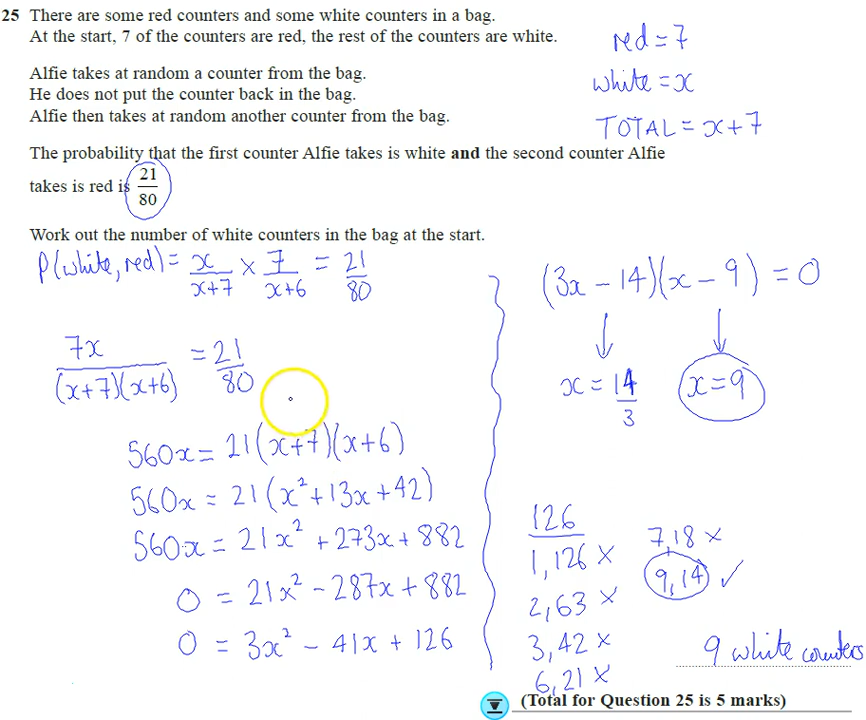 25 There are some red counters and some white counters in a bag.
At the start, 7 of the counters are red, the rest of the counters are white.
Alfie takes at random a counter from the bag.
He does not put the counter back in the bag.
Alfie then takes at random another counter from the bag.
red = 7
white = x
TOTAL = x + 7
The probability that the first counter Alfie takes is white and the second counter Alfie
takes is red is 21/80
Work out the number of white counters in the bag at the start.
P(white, red) = x/(x+7) × 7/(x+6) = 21/80
7x/((x+7)(x+6)) = 21/80
560x = 21(x+7)(x+6)
560x = 21(x² + 13x + 42)
560x = 21x² + 273x + 882
0 = 21x² - 287x + 882
0 = 3x² - 41x + 126
(3x - 14)(x - 9) = 0
x = 14/3
x = 9
126
1, 126 ×
2, 63 ×
3, 42 ×
6, 21 ×
7, 18 ×
9, 14 ✓
9 white counters
(Total for Question 25 is 5 marks)